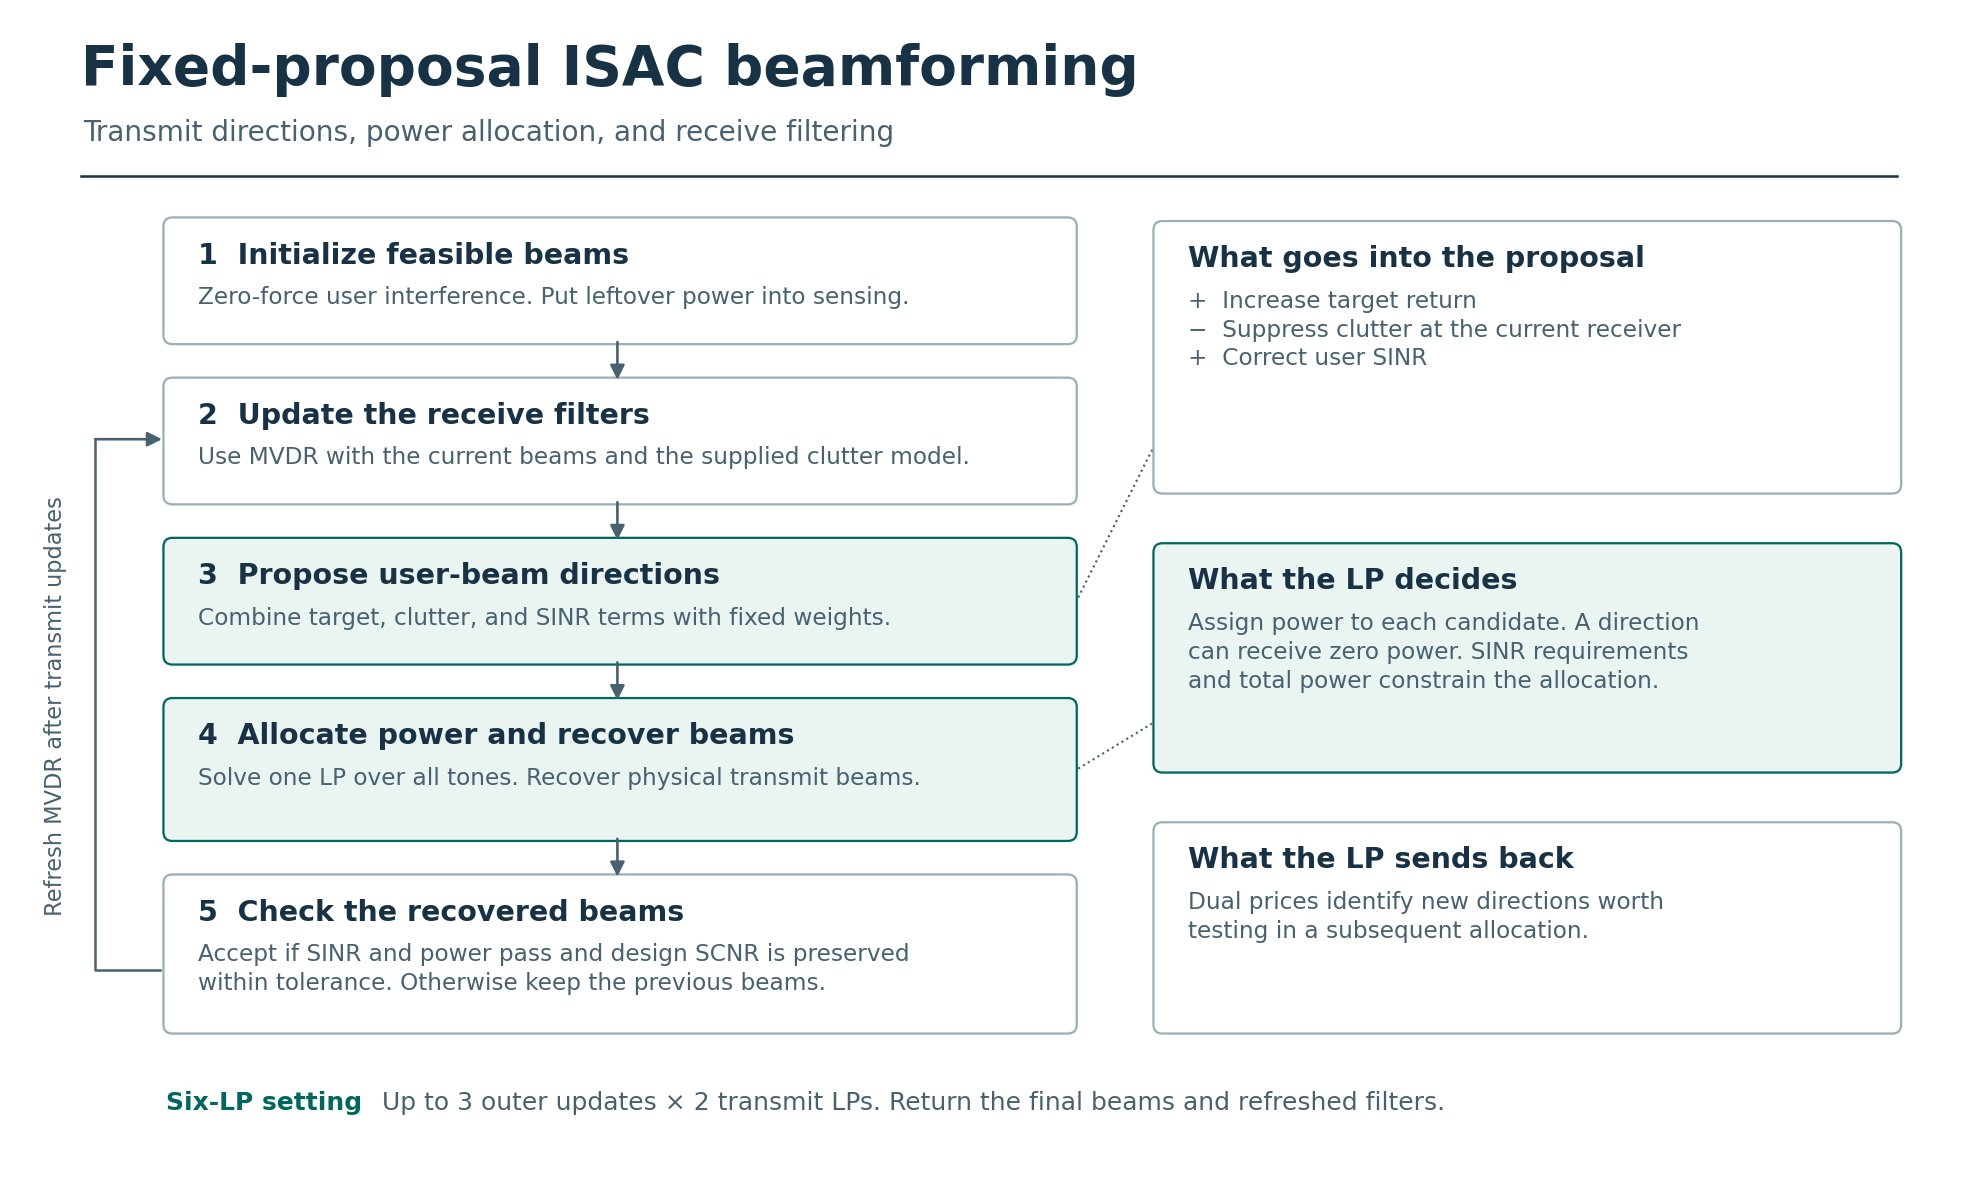 Fixed-proposal ISAC beamforming
Transmit directions, power allocation, and receive filtering
1 Initialize feasible beams
Zero-force user interference. Put leftover power into sensing.
2 Update the receive filters
Use MVDR with the current beams and the supplied clutter model.
3 Propose user-beam directions
Combine target, clutter, and SINR terms with fixed weights.
4 Allocate power and recover beams
Solve one LP over all tones. Recover physical transmit beams.
5 Check the recovered beams
Accept if SINR and power pass and design SCNR is preserved
within tolerance. Otherwise keep the previous beams.
Refresh MVDR after transmit updates
What goes into the proposal
+ Increase target return
− Suppress clutter at the current receiver
+ Correct user SINR
What the LP decides
Assign power to each candidate. A direction
can receive zero power. SINR requirements
and total power constrain the allocation.
What the LP sends back
Dual prices identify new directions worth
testing in a subsequent allocation.
Six-LP setting Up to 3 outer updates × 2 transmit LPs. Return the final beams and refreshed filters.